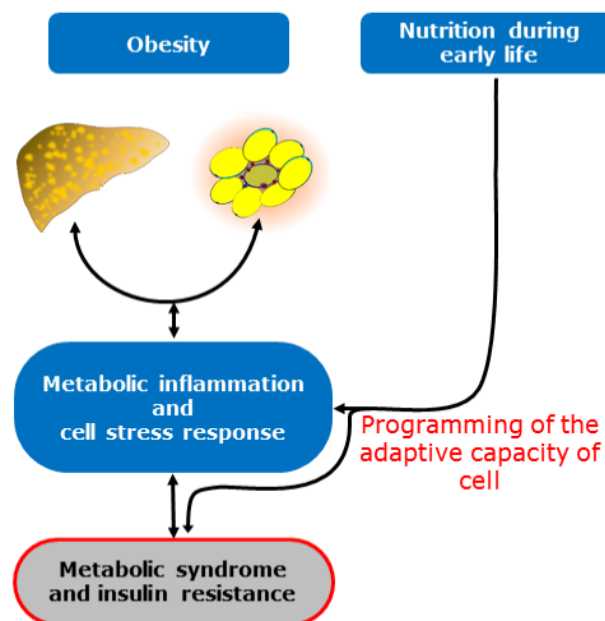 Obesity
Nutrition during
early life
Metabolic inflammation
and
cell stress response
Programming of the
adaptive capacity of
cell
Metabolic syndrome
and insulin resistance